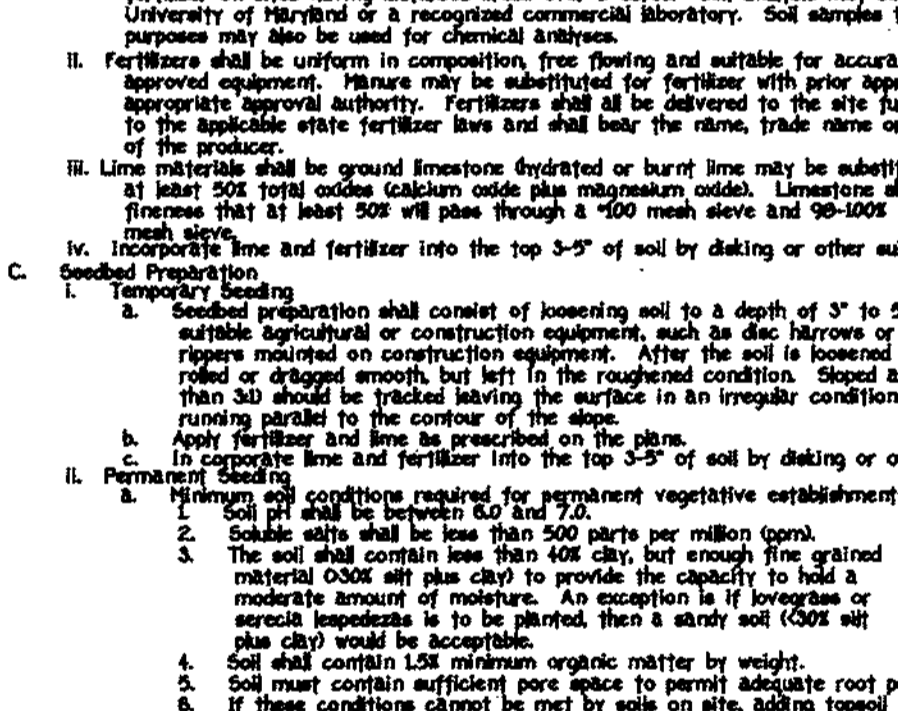 University of Maryland or a recognized commercial laboratory. Soil samples
purposes may also be used for chemical analyses.
ii. Fertilizers shall be uniform in composition, free flowing and suitable for accura
approved equipment. Manure may be substituted for fertilizer with prior appr
appropriate approval authority. Fertilizers shall all be delivered to the site fu
to the applicable state fertilizer laws and shall bear the name, trade name o
of the producer.
iii. Lime materials shall be ground limestone (hydrated or burnt lime may be substit
at least 50% total oxides (calcium oxide plus magnesium oxide). Limestone s
fineness that at least 50% will pass through a #100 mesh sieve and 98-100%
mesh sieve.
iv. Incorporate lime and fertilizer into the top 3-5" of soil by disking or other sui
C. Seedbed Preparation
i. Temporary Seeding
a. Seedbed preparation shall consist of loosening soil to a depth of 3" to 5
suitable agricultural or construction equipment, such as disc harrows or
rippers mounted on construction equipment. After the soil is loosened
rolled or dragged smooth, but left in the roughened condition. Sloped a
than 3:1) should be tracked leaving the surface in an irregular condition
running parallel to the contour of the slope.
b. Apply fertilizer and lime as prescribed on the plans.
c. In corporate lime and fertilizer into the top 3-5" of soil by disking or o
ii. Permanent Seeding
a. Minimum soil conditions required for permanent vegetative establishment
1. Soil pH shall be between 6.0 and 7.0.
2. Soluble salts shall be less than 500 parts per million (ppm).
3. The soil shall contain less than 40% clay, but enough fine grained
material (>30% silt plus clay) to provide the capacity to hold a
moderate amount of moisture. An exception is if lovegrass or
serecia lespedezas is to be planted, then a sandy soil (<30% silt
plus clay) would be acceptable.
4. Soil shall contain 1.5% minimum organic matter by weight.
5. Soil must contain sufficient pore space to permit adequate root p
6. If these conditions cannot be met by soils on site, adding topsoil